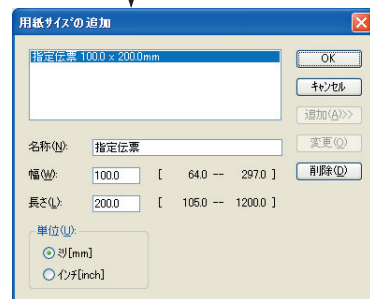 用紙ｻｲｽﾞの追加
指定伝票 100.0 x 200.0mm
OK
ｷｬﾝｾﾙ
追加(A)>>
名称(N): 指定伝票
変更(O)
幅(W): 100.0 [ 64.0 -- 297.0 ]
削除(D)
長さ(L): 200.0 [ 105.0 -- 1200.0 ]
単位(U):
ﾐﾘ[mm]
ｲﾝﾁ[inch]